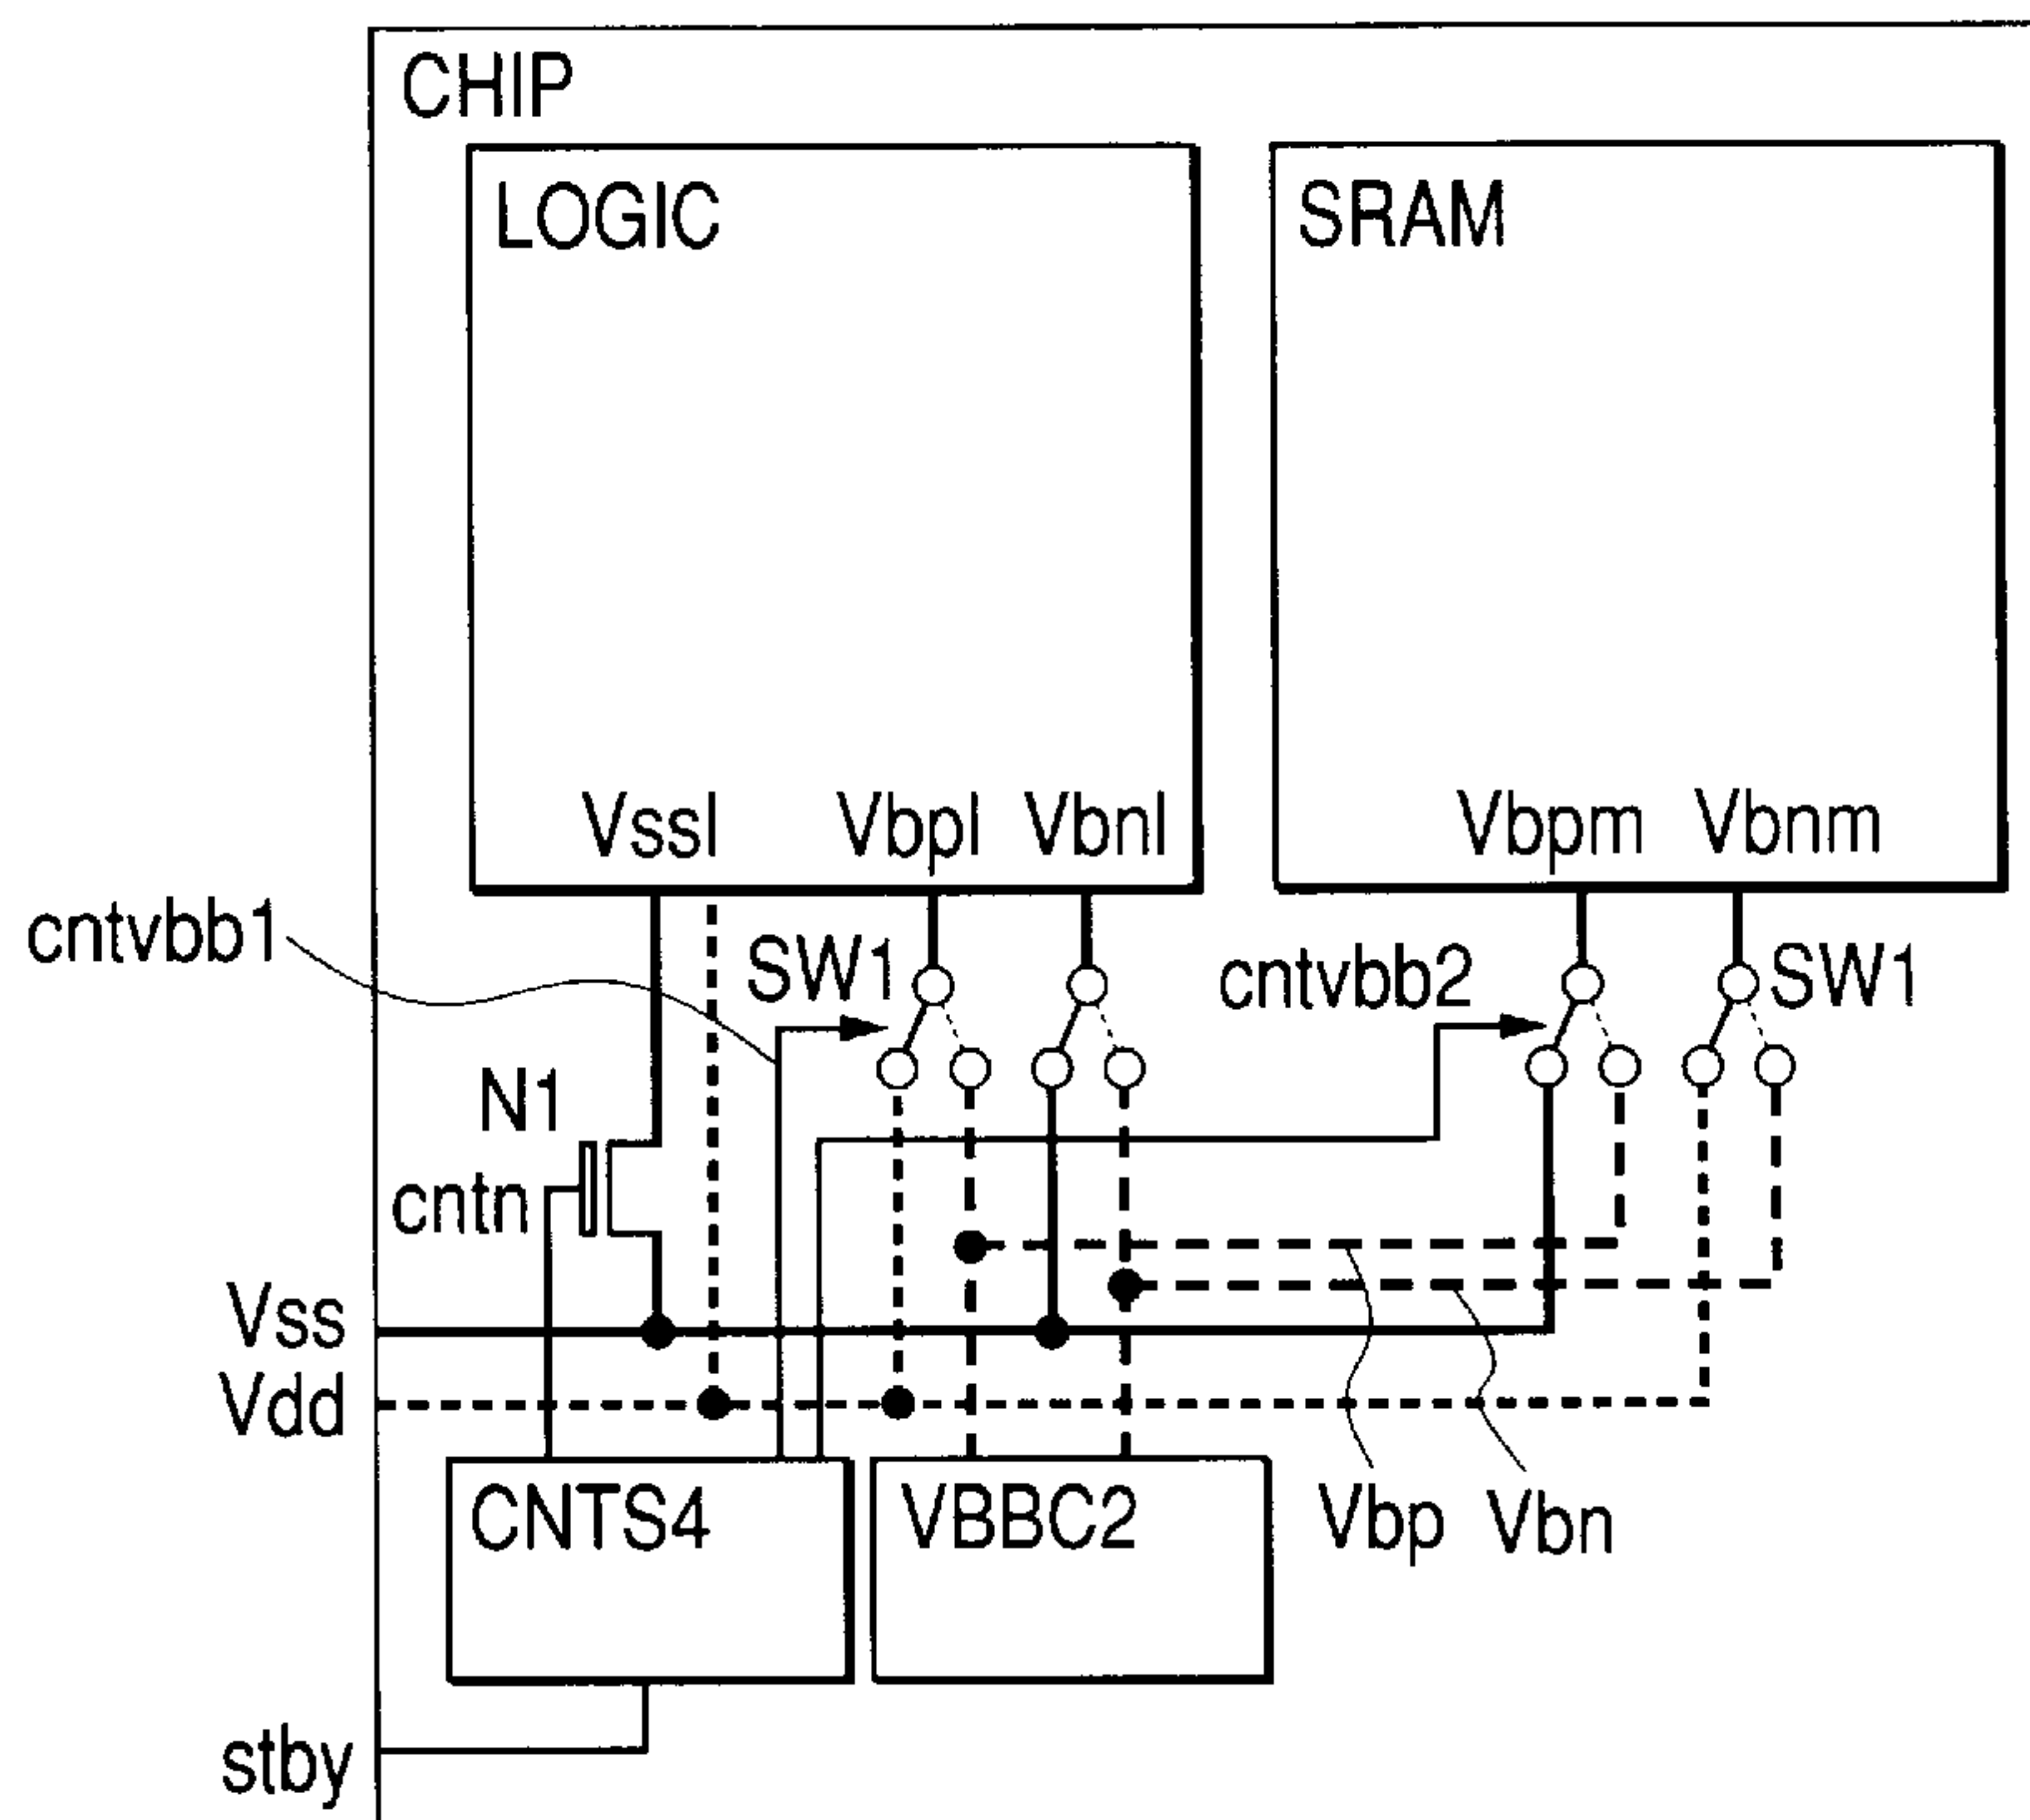 CHIP
LOGIC
SRAM
Vssl
Vbpl
Vbnl
Vbpm
Vbnm
cntvbb1
SW1
cntvbb2
SW1
N1
cntn
Vss
Vdd
CNTS4
VBBC2
Vbp
Vbn
stby